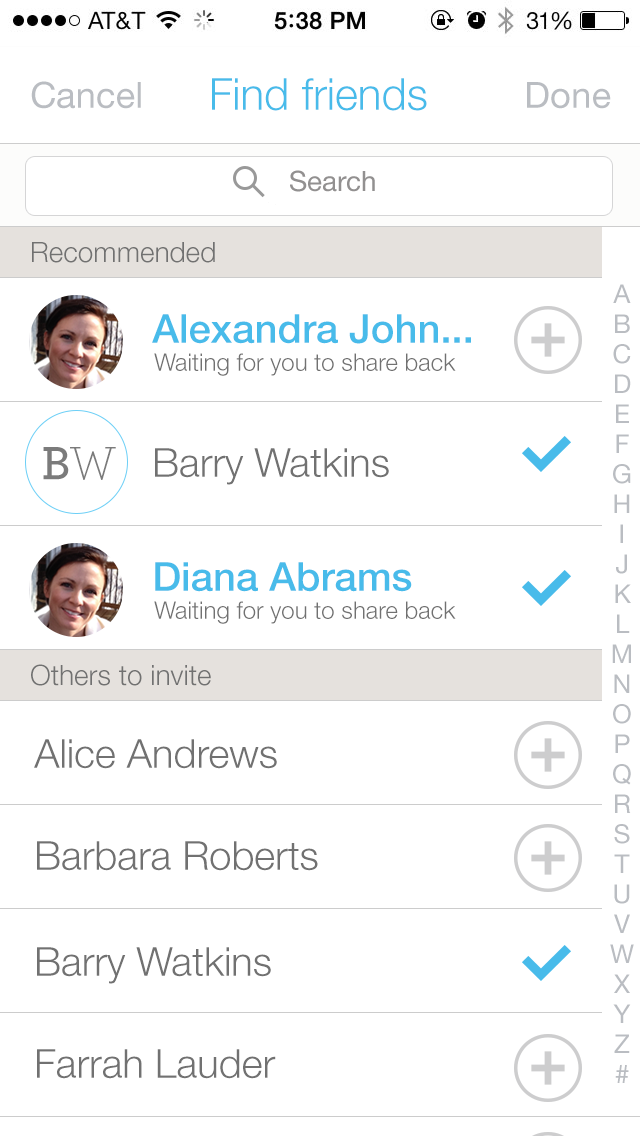 AT&T 5:38 PM 31%
Cancel Find friends Done
Search
Recommended
Alexandra John...
Waiting for you to share back
BW Barry Watkins
Diana Abrams
Waiting for you to share back
Others to invite
Alice Andrews
Barbara Roberts
Barry Watkins
Farrah Lauder
A
B
C
D
E
F
G
H
I
J
K
L
M
N
O
P
Q
R
S
T
U
V
W
X
Y
Z
#